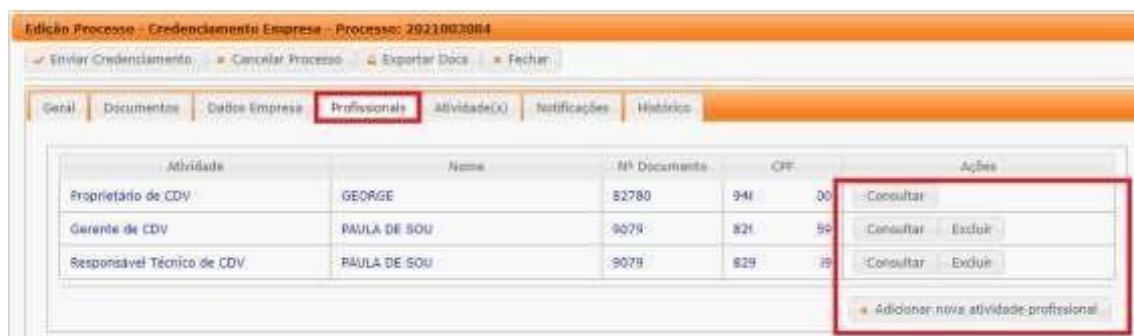 Edição Processo - Credenciamento Empresa - Processo: 2021003084
Enviar Credenciamento Cancelar Processo Exportar Docs Fechar
Geral Documentos Dados Empresa Profissionais Atividade(s) Notificações Histórico
Atividade Nome Nº Documento CPF Ações
Proprietário de CDV GEORGE 82780 Consultar
Gerente de CDV PAULA DE SOU 9079 Consultar Excluir
Responsável Técnico de CDV PAULA DE SOU 9079 829 Consultar Excluir
Adicionar nova atividade profissional